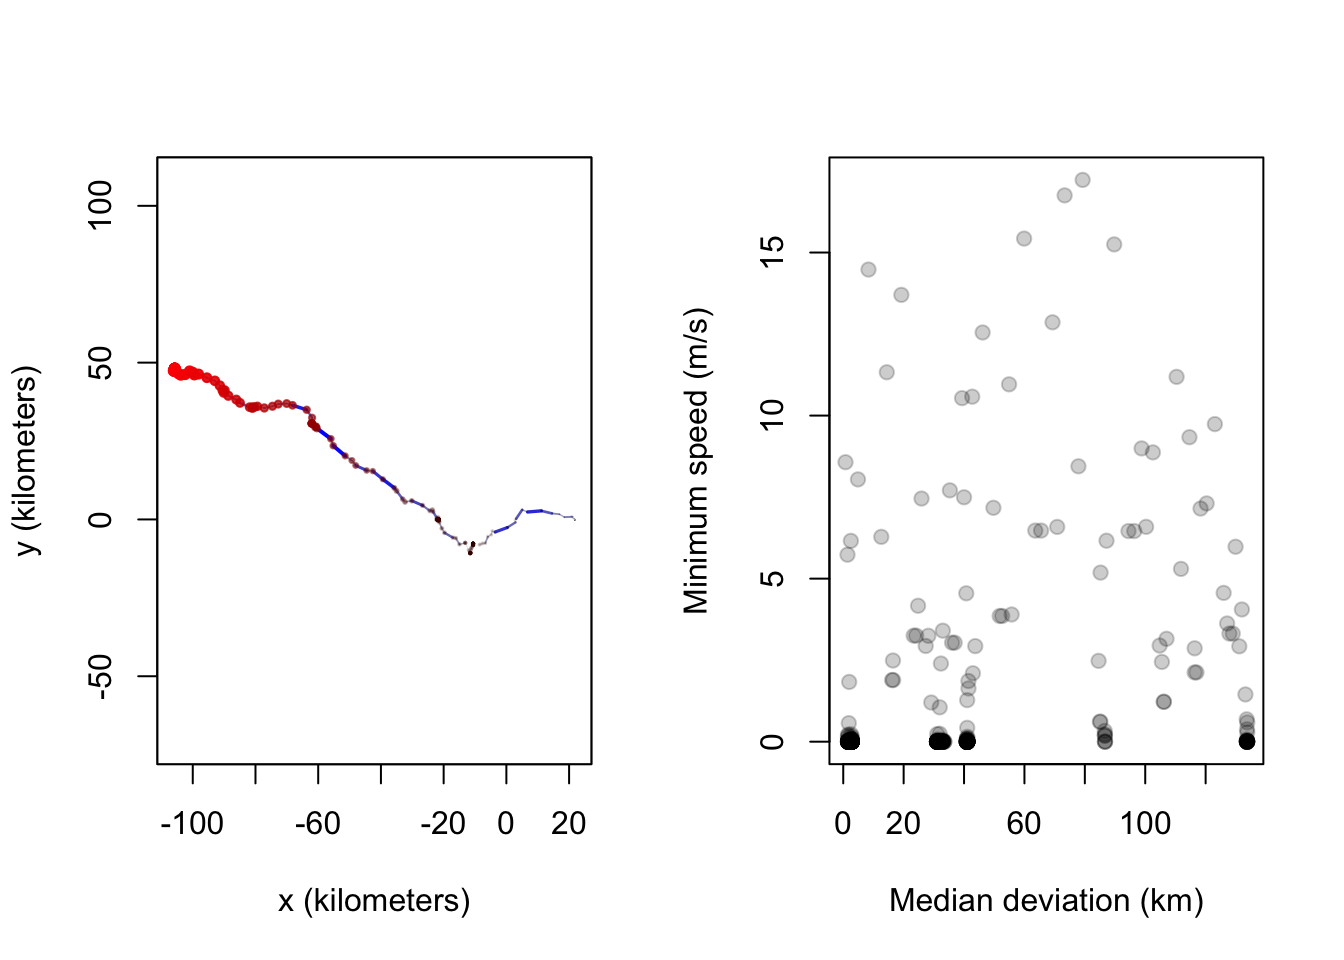 y (kilometers)
100
50
0
-50
-100 -60 -20 0 20
x (kilometers)
Minimum speed (m/s)
15
10
5
0
0 20 60 100
Median deviation (km)